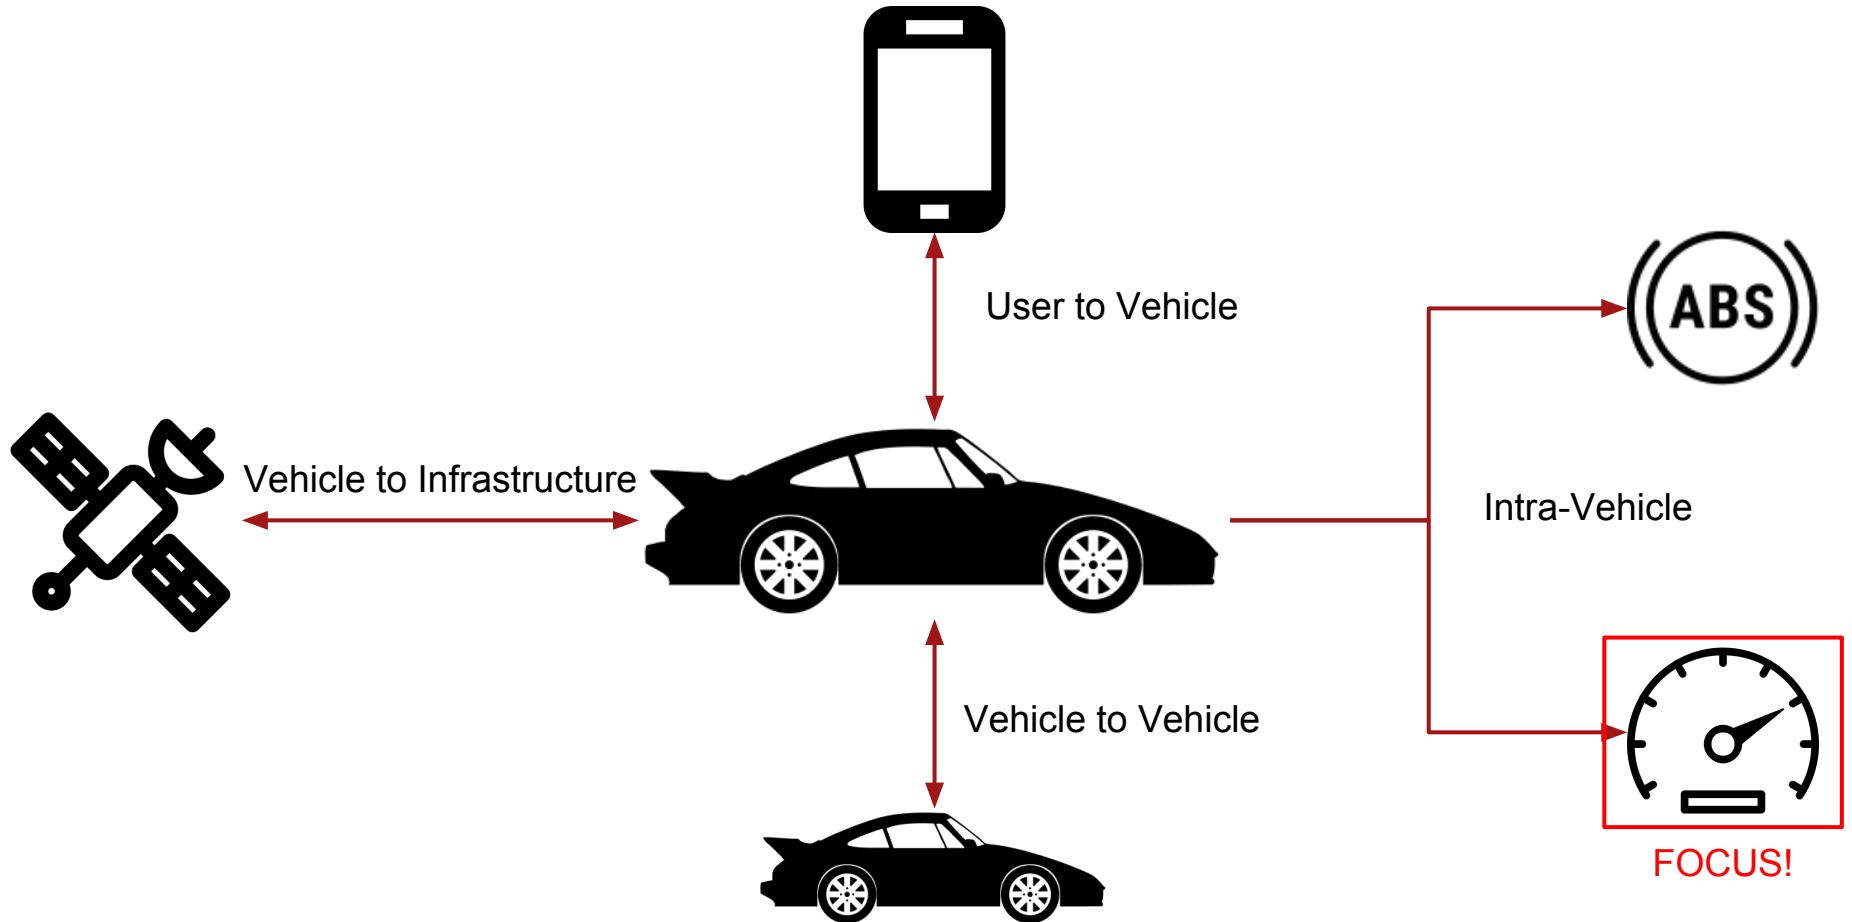 User to Vehicle
ABS
Vehicle to Infrastructure
Intra-Vehicle
Vehicle to Vehicle
FOCUS!